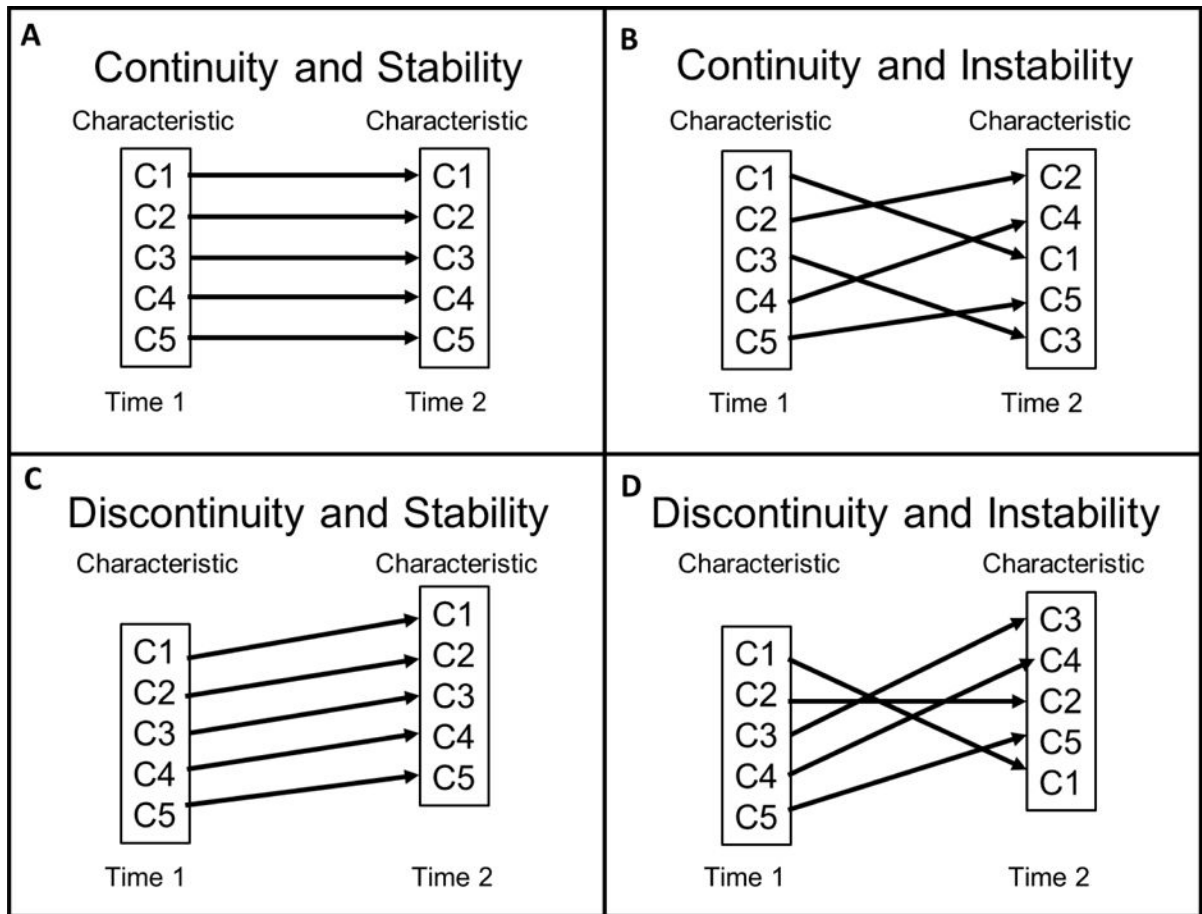 A
Continuity and Stability
Characteristic
Characteristic
C1
C2
C3
C4
C5
C1
C2
C3
C4
C5
Time 1
Time 2
B
Continuity and Instability
Characteristic
Characteristic
C1
C2
C3
C4
C5
C2
C4
C1
C5
C3
Time 1
Time 2
C
Discontinuity and Stability
Characteristic
Characteristic
C1
C2
C3
C4
C5
C1
C2
C3
C4
C5
Time 1
Time 2
D
Discontinuity and Instability
Characteristic
Characteristic
C1
C2
C3
C4
C5
C3
C4
C2
C5
C1
Time 1
Time 2